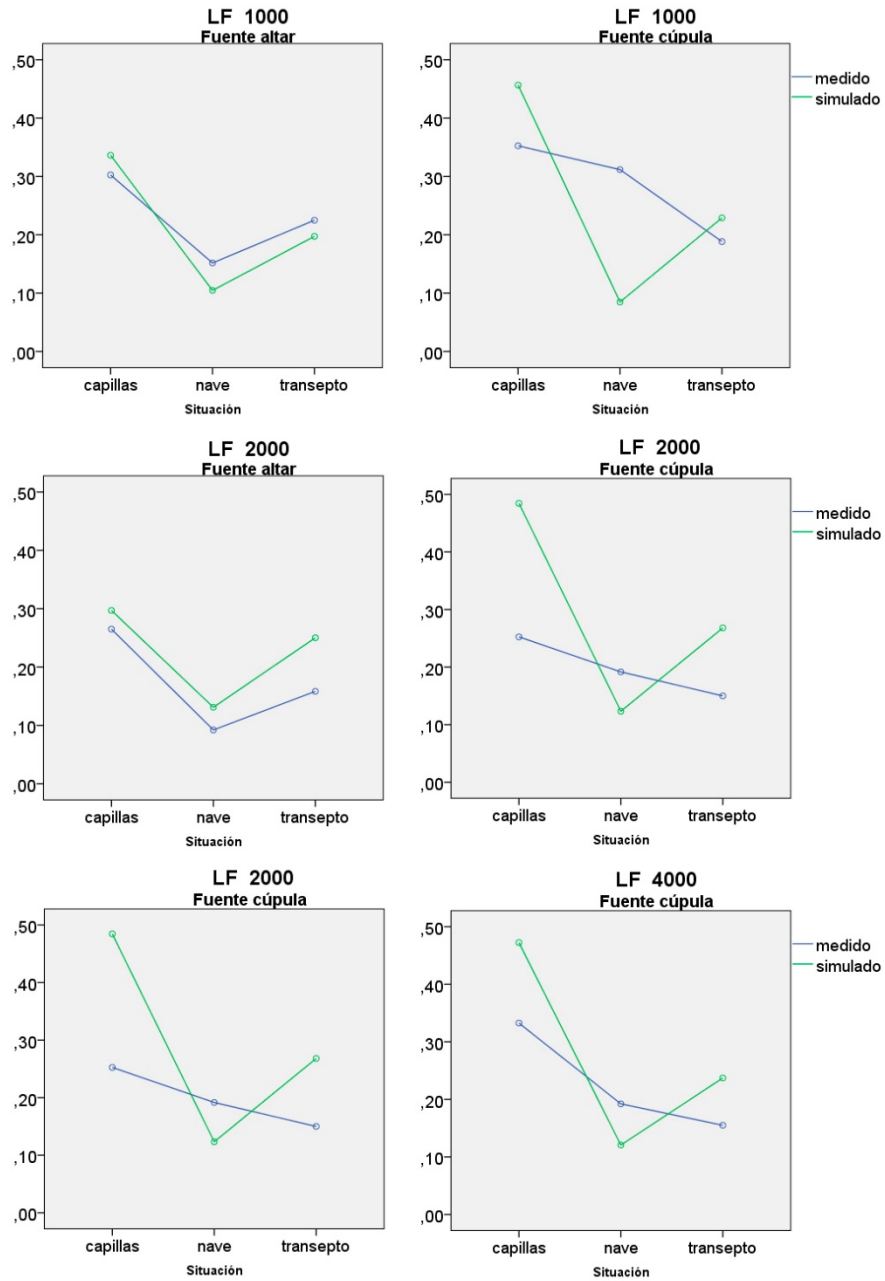 LF 1000
Fuente altar
,50
,40
,30
,20
,10
,00
capillas nave transepto
Situación
LF 1000
Fuente cúpula
,50
,40
,30
,20
,10
,00
capillas nave transepto
Situación
medido
simulado
LF 2000
Fuente altar
,50
,40
,30
,20
,10
,00
capillas nave transepto
Situación
LF 2000
Fuente cúpula
,50
,40
,30
,20
,10
,00
capillas nave transepto
Situación
medido
simulado
LF 2000
Fuente cúpula
,50
,40
,30
,20
,10
,00
capillas nave transepto
Situación
LF 4000
Fuente cúpula
,50
,40
,30
,20
,10
,00
capillas nave transepto
Situación
medido
simulado